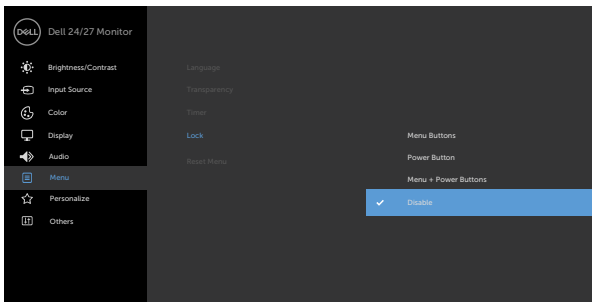 DELL Dell 24/27 Monitor
Brightness/Contrast
Input Source
Color
Display
Audio
Menu
Personalize
Others
Language
Transparency
Timer
Lock
Reset Menu
Menu Buttons
Power Button
Menu + Power Buttons
Disable